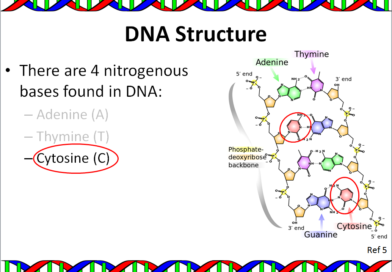 DNA Structure
• There are 4 nitrogenous
bases found in DNA:
– Adenine (A)
– Thymine (T)
– Cytosine (C)
Thymine
Adenine
5' end
3' end
Phosphate-
deoxyribose
backbone
3' end
5' end
Cytosine
Guanine
Ref 5